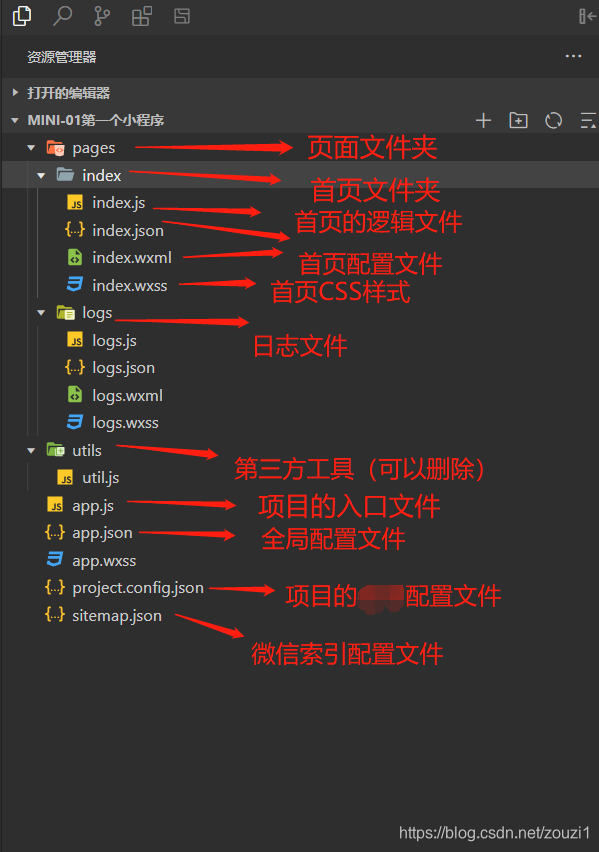 资源管理器
打开的编辑器
MINI-01第一个小程序
pages 页面文件夹
index 首页文件夹
index.js 首页的逻辑文件
index.json
index.wxml 首页配置文件
index.wxss 首页CSS样式
logs 日志文件
logs.js
logs.json
logs.wxml
logs.wxss
utils 第三方工具（可以删除）
util.js
app.js 项目的入口文件
app.json 全局配置文件
app.wxss
project.config.json 项目的 配置文件
sitemap.json 微信索引配置文件
https://blog.csdn.net/zouzi1